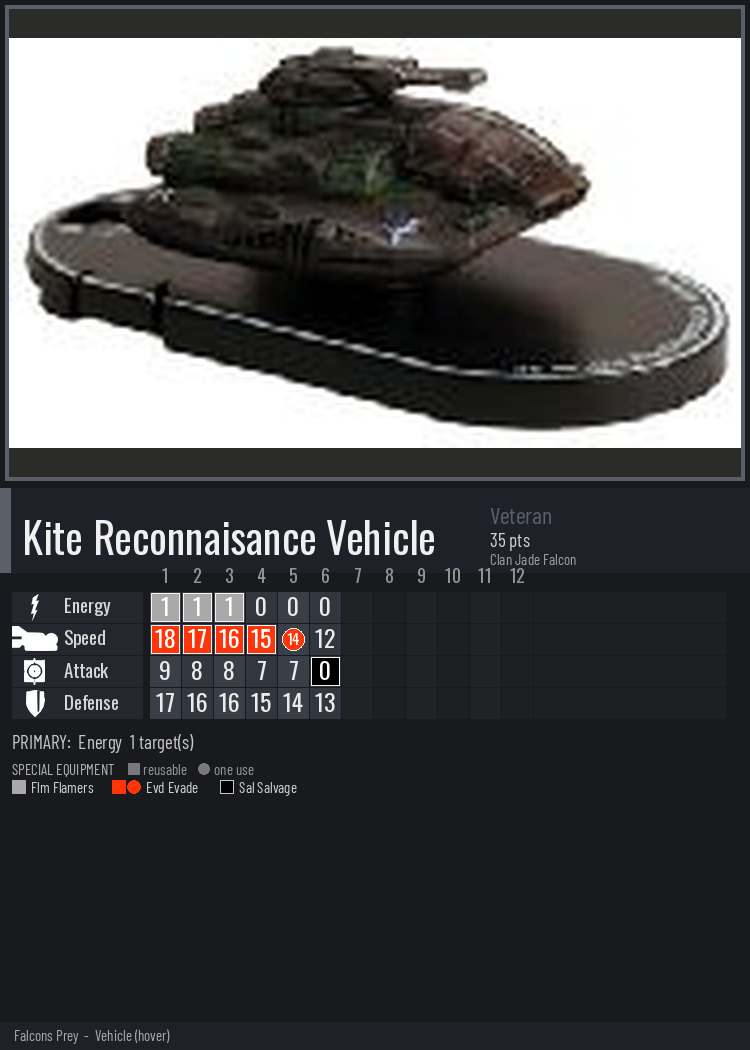 Kite Reconnaisance Vehicle
Veteran
35 pts
Clan Jade Falcon
1 2 3 4 5 6 7 8 9 10 11 12
Energy 1 1 1 0 0 0
Speed 18 17 16 15 14 12
Attack 9 8 8 7 7 0
Defense 17 16 16 15 14 13
PRIMARY: Energy 1 target(s)
SPECIAL EQUIPMENT reusable one use
Flm Flamers Evd Evade Sal Salvage
Falcons Prey - Vehicle (hover)